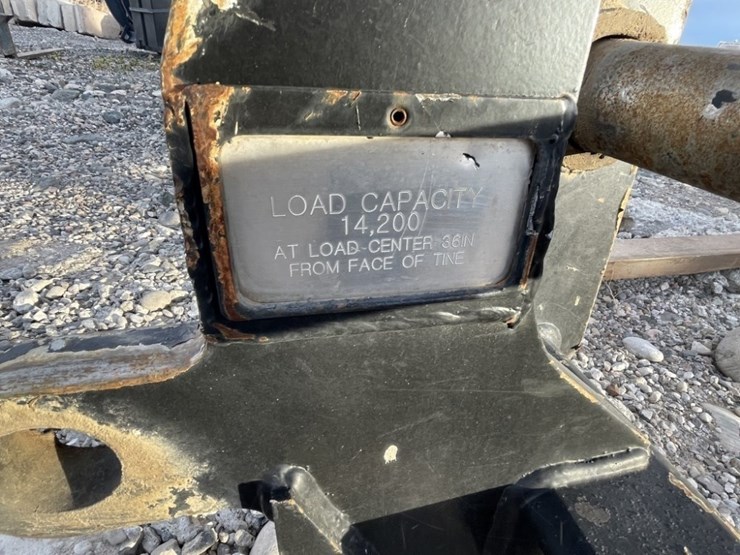 LOAD CAPACITY
14,200
AT LOAD-CENTER 36IN
FROM FACE OF TINE